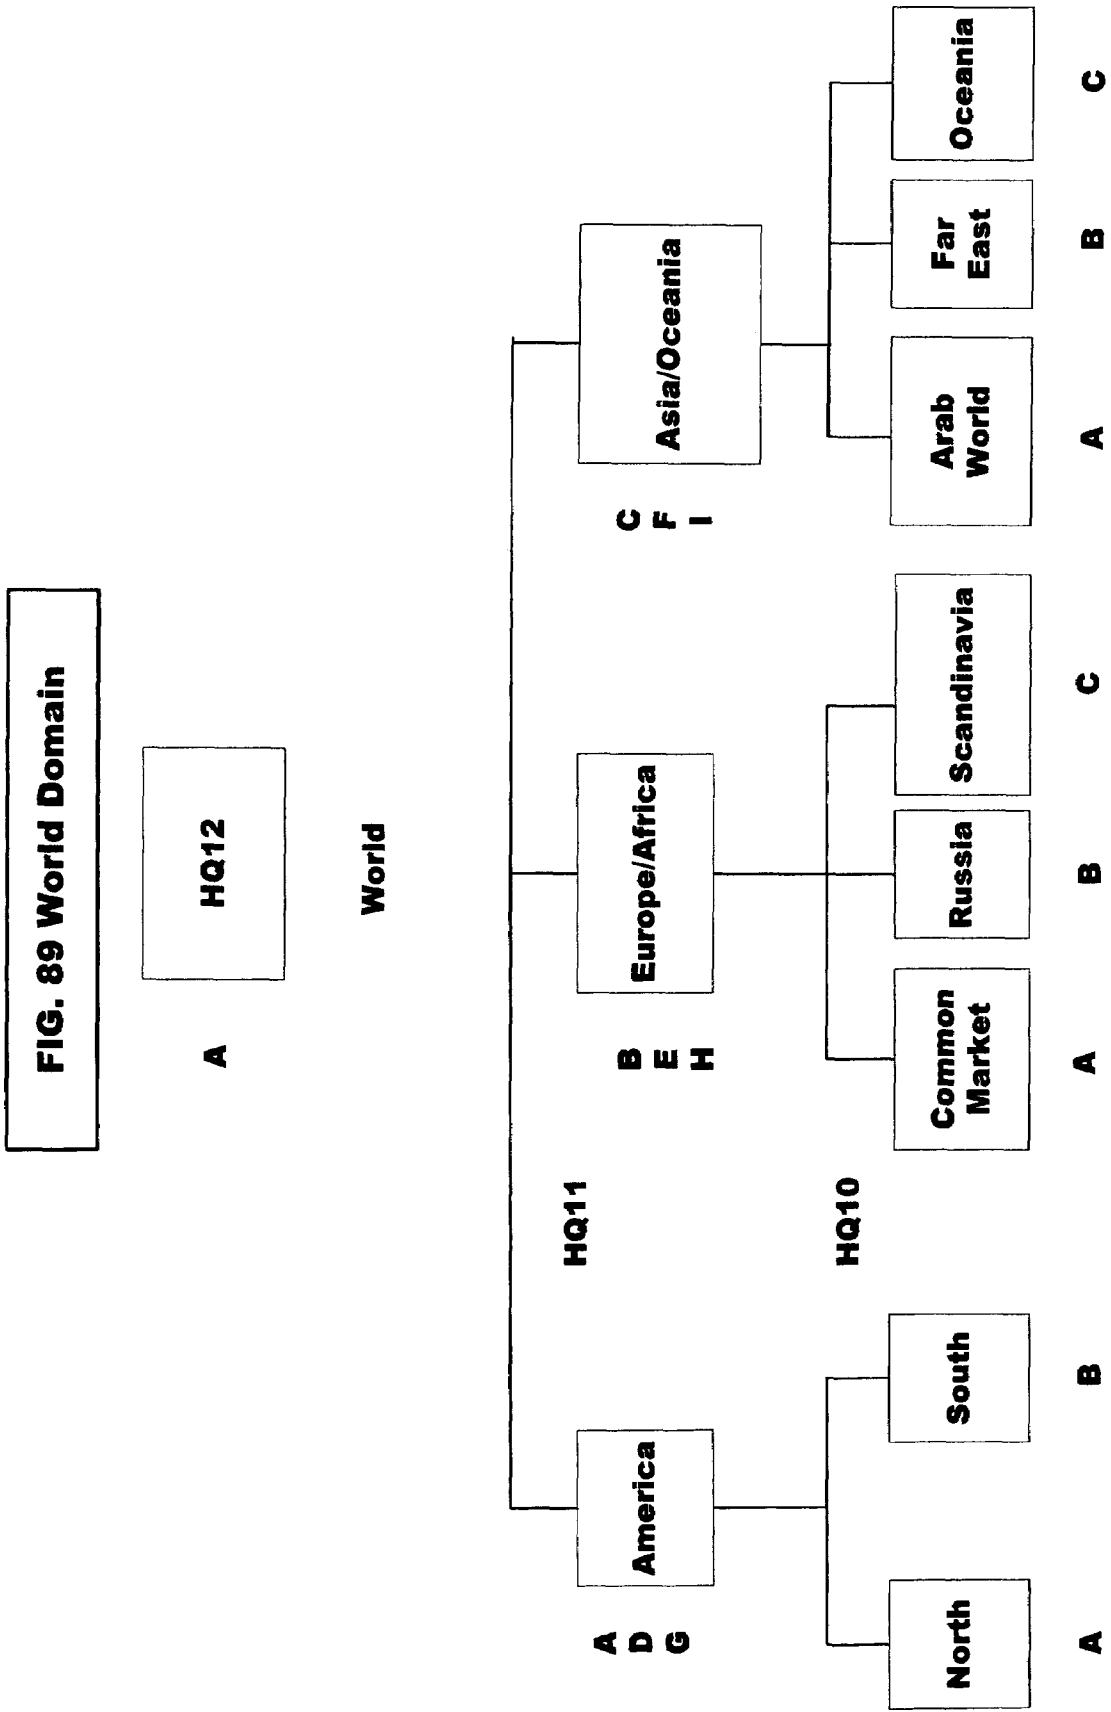 FIG. 89 World Domain
A
HQ12
World
HQ11
A
D
G
America
B
E
H
Europe/Africa
C
F
I
Asia/Oceania
HQ10
North
South
Common
Market
Russia
Scandinavia
Arab
World
Far
East
Oceania
A
B
A
B
C
A
B
C